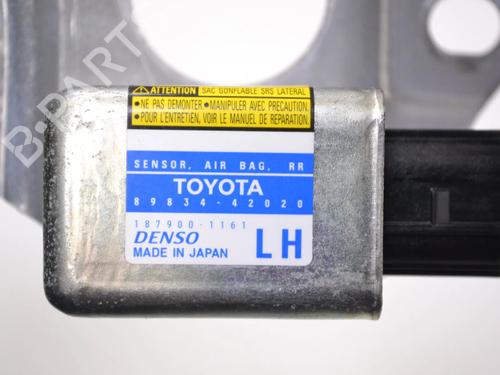 ATTENTION SAC GONFLABLE SRS LATERAL
•NE PAS DEMONTER.•MANIPULER AVEC PRECAUTION.
•POUR L'ENTRETIEN, VOIR LE MANUEL DE REPARATION.
SENSOR, AIR BAG, RR
TOYOTA
89834-42020
187900-1161
DENSO
MADE IN JAPAN
LH
B-PARTS